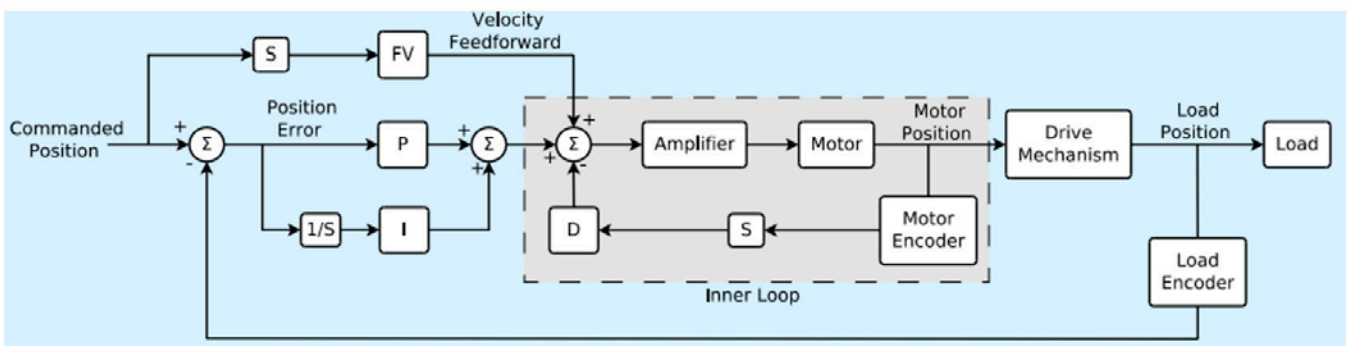 Velocity
Feedforward
S
FV
+
Commanded
Position
+
Σ
-
Position
Error
P
+
Σ
+
+
Σ
-
+
Amplifier
Motor
Motor
Position
Drive
Mechanism
Load
Position
Load
1/S
I
D
S
Motor
Encoder
Inner Loop
Load
Encoder